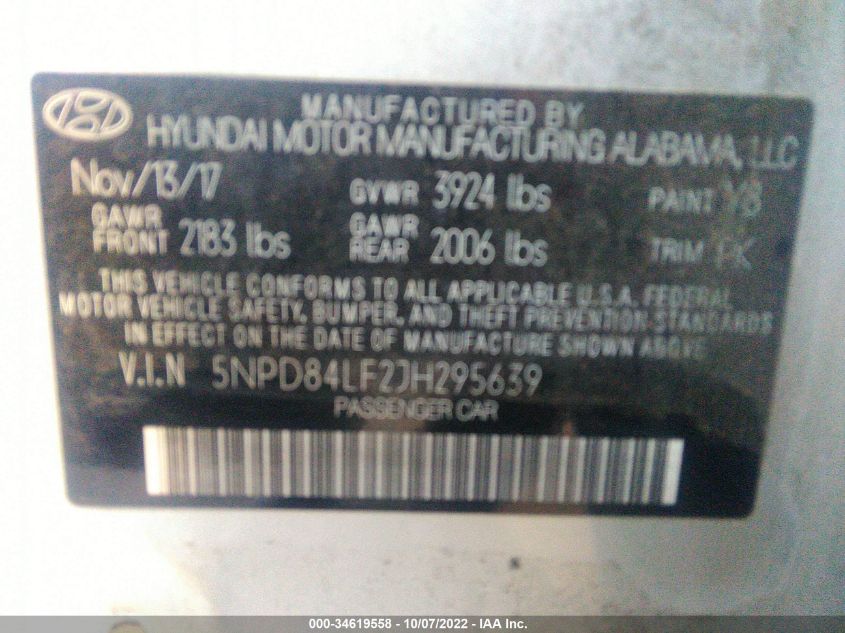 MANUFACTURED BY
HYUNDAI MOTOR MANUFACTURING ALABAMA, LLC
Nov/13/17 GVWR 3924 lbs PAINT Y8
GAWR FRONT 2183 lbs GAWR REAR 2006 lbs TRIM PK
THIS VEHICLE CONFORMS TO ALL APPLICABLE U.S.A. FEDERAL
MOTOR VEHICLE SAFETY, BUMPER, AND THEFT PREVENTION STANDARDS
IN EFFECT ON THE DATE OF MANUFACTURE SHOWN ABOVE.
V.I.N 5NPD84LF2JH295639
PASSENGER CAR
000-34619558 - 10/07/2022 - IAA Inc.